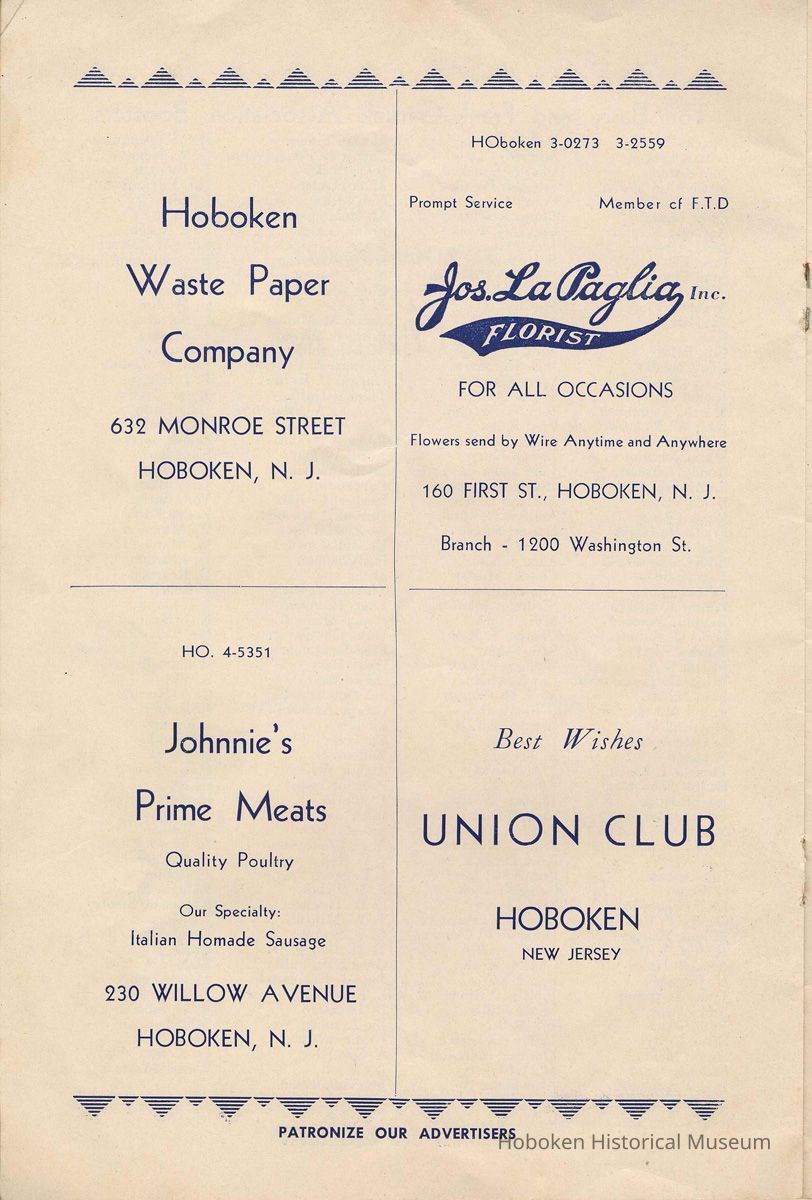 Hoboken
Waste Paper
Company
632 MONROE STREET
HOBOKEN, N. J.
HOboken 3-0273 3-2559
Prompt Service Member cf F.T.D
Jos. La Paglia, Inc.
FLORIST
FOR ALL OCCASIONS
Flowers send by Wire Anytime and Anywhere
160 FIRST ST., HOBOKEN, N. J.
Branch - 1200 Washington St.
HO. 4-5351
Johnnie's
Prime Meats
Quality Poultry
Our Specialty:
Italian Homade Sausage
230 WILLOW AVENUE
HOBOKEN, N. J.
Best Wishes
UNION CLUB
HOBOKEN
NEW JERSEY
PATRONIZE OUR ADVERTISERS
Hoboken Historical Museum